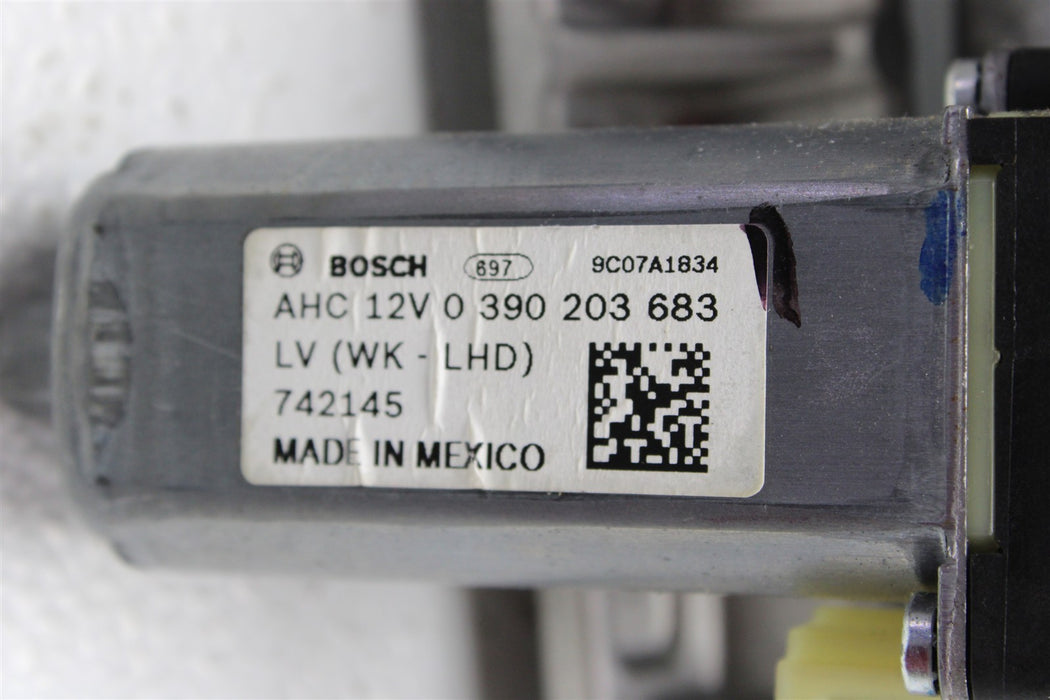 BOSCH 697 9C07A1834
AHC 12V 0 390 203 683
LV (WK - LHD)
742145
MADE IN MEXICO